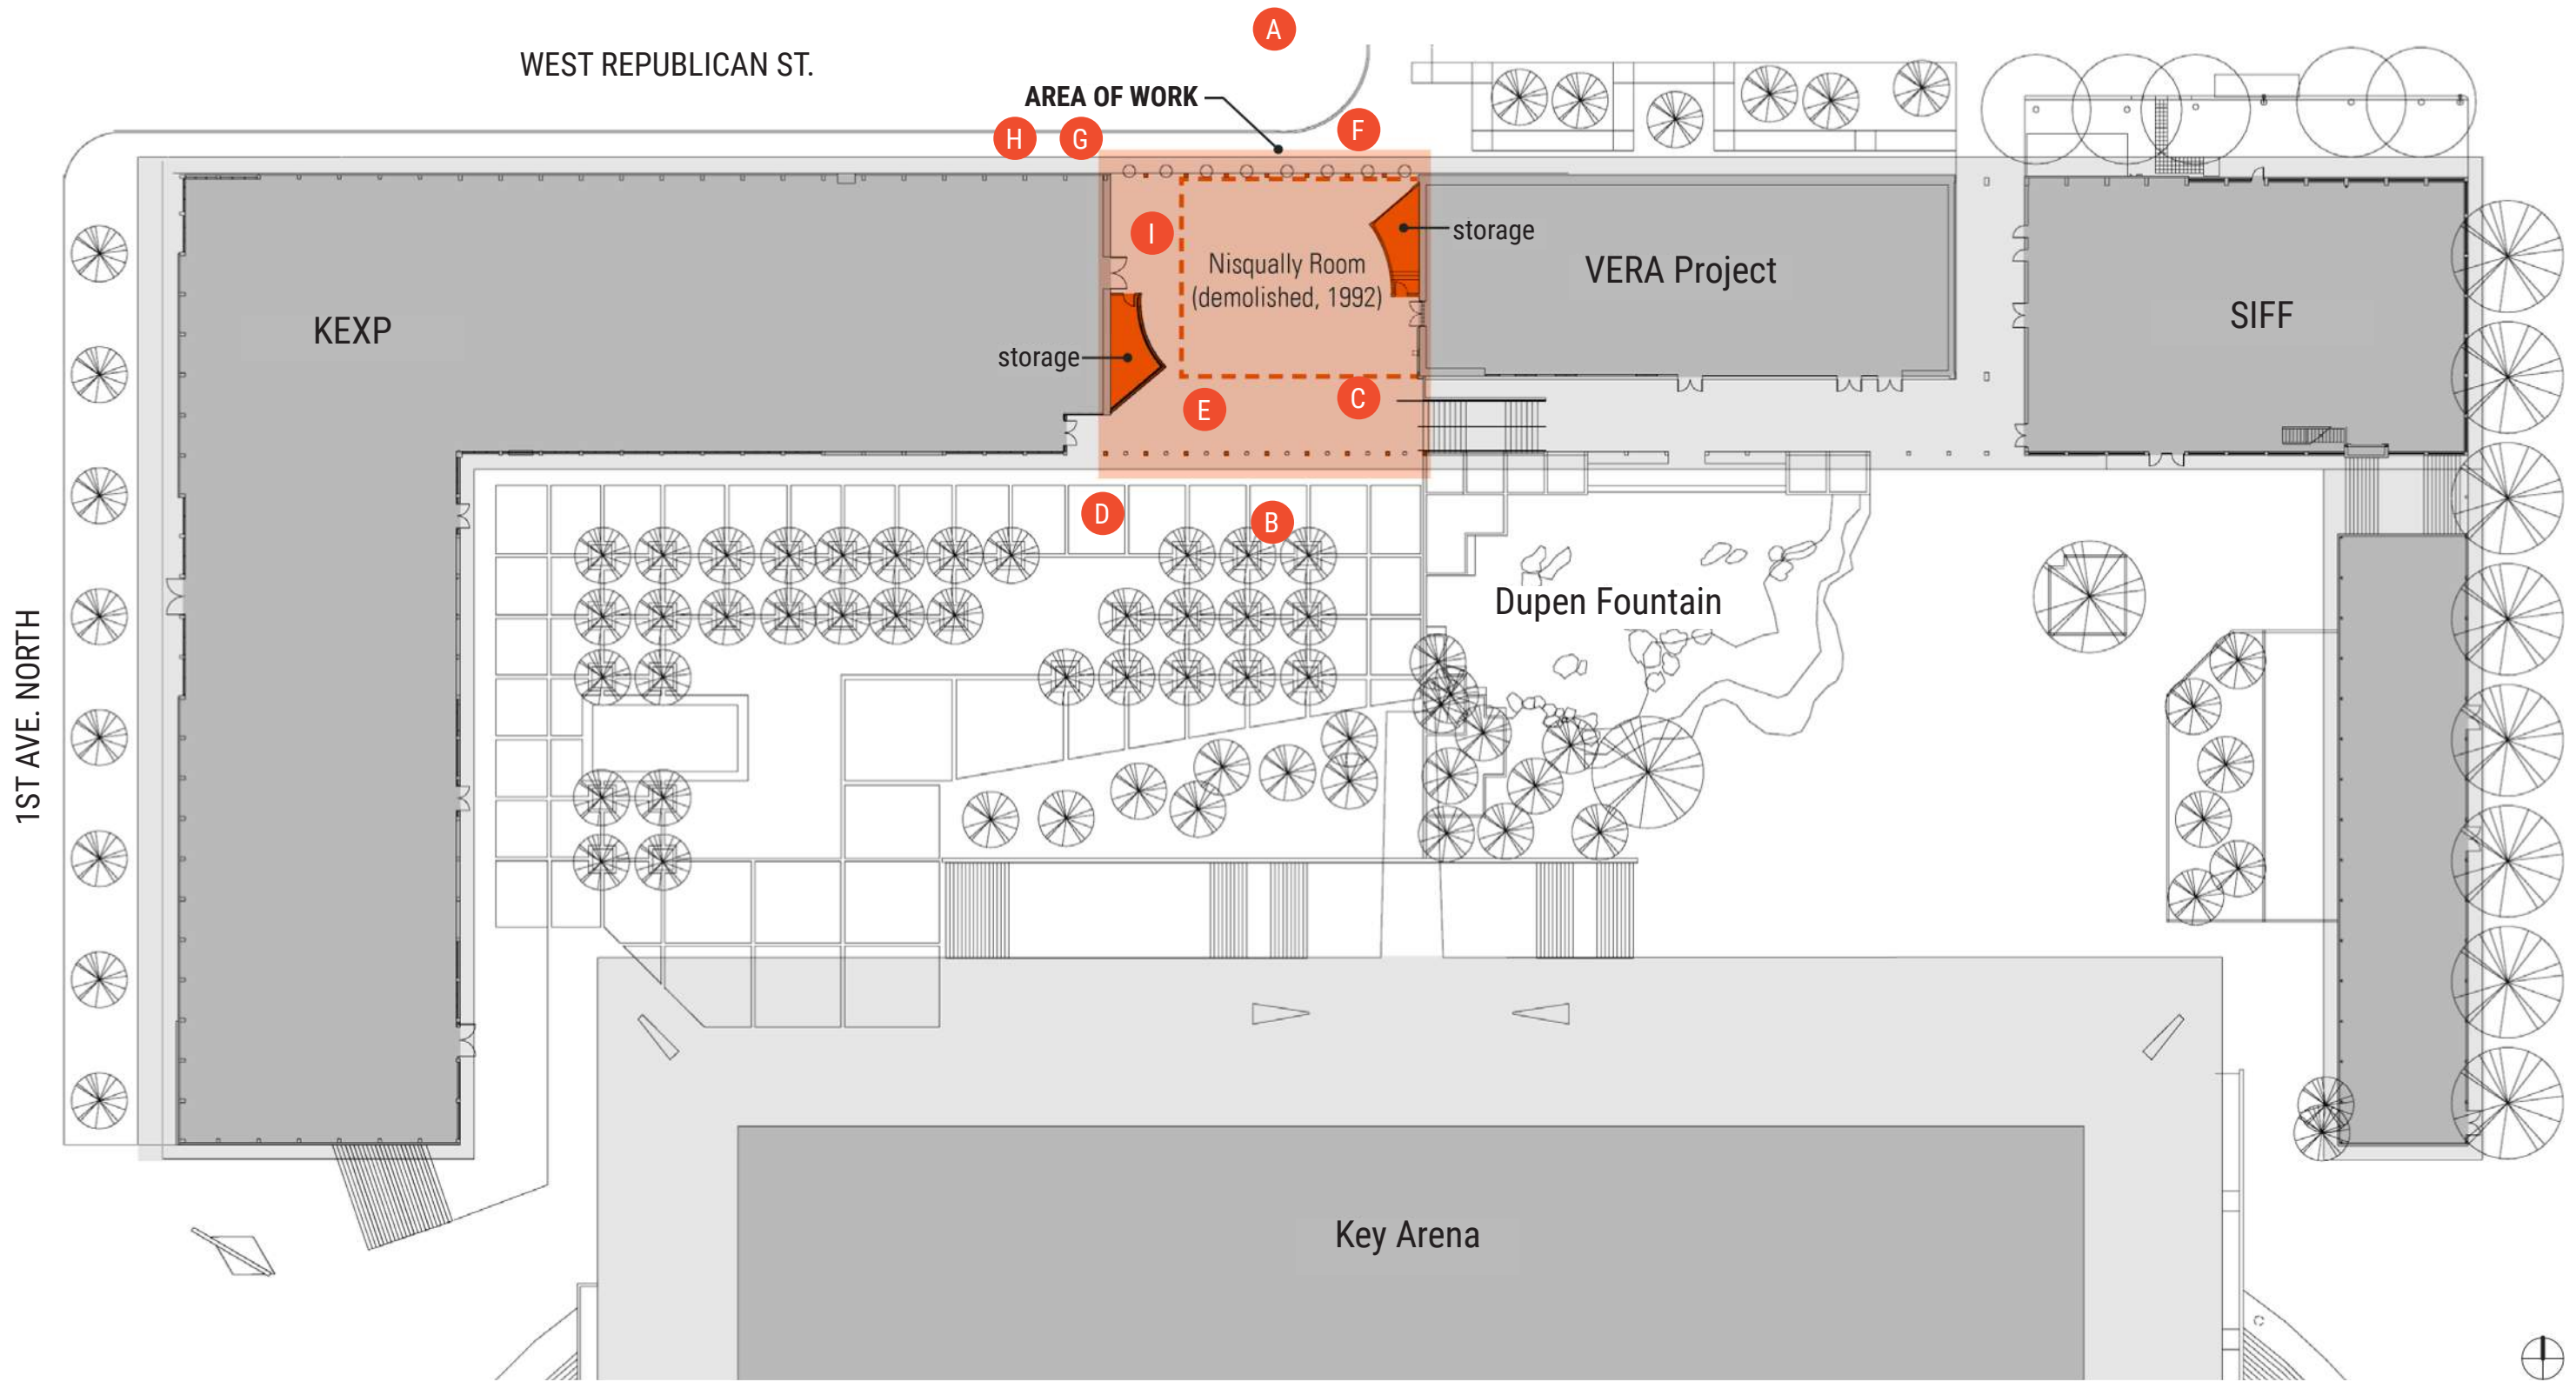 A
WEST REPUBLICAN ST.
AREA OF WORK
H
G
F
I
storage
Nisqually Room
(demolished, 1992)
VERA Project
SIFF
KEXP
storage
E
C
D
B
Dupen Fountain
1ST AVE. NORTH
Key Arena